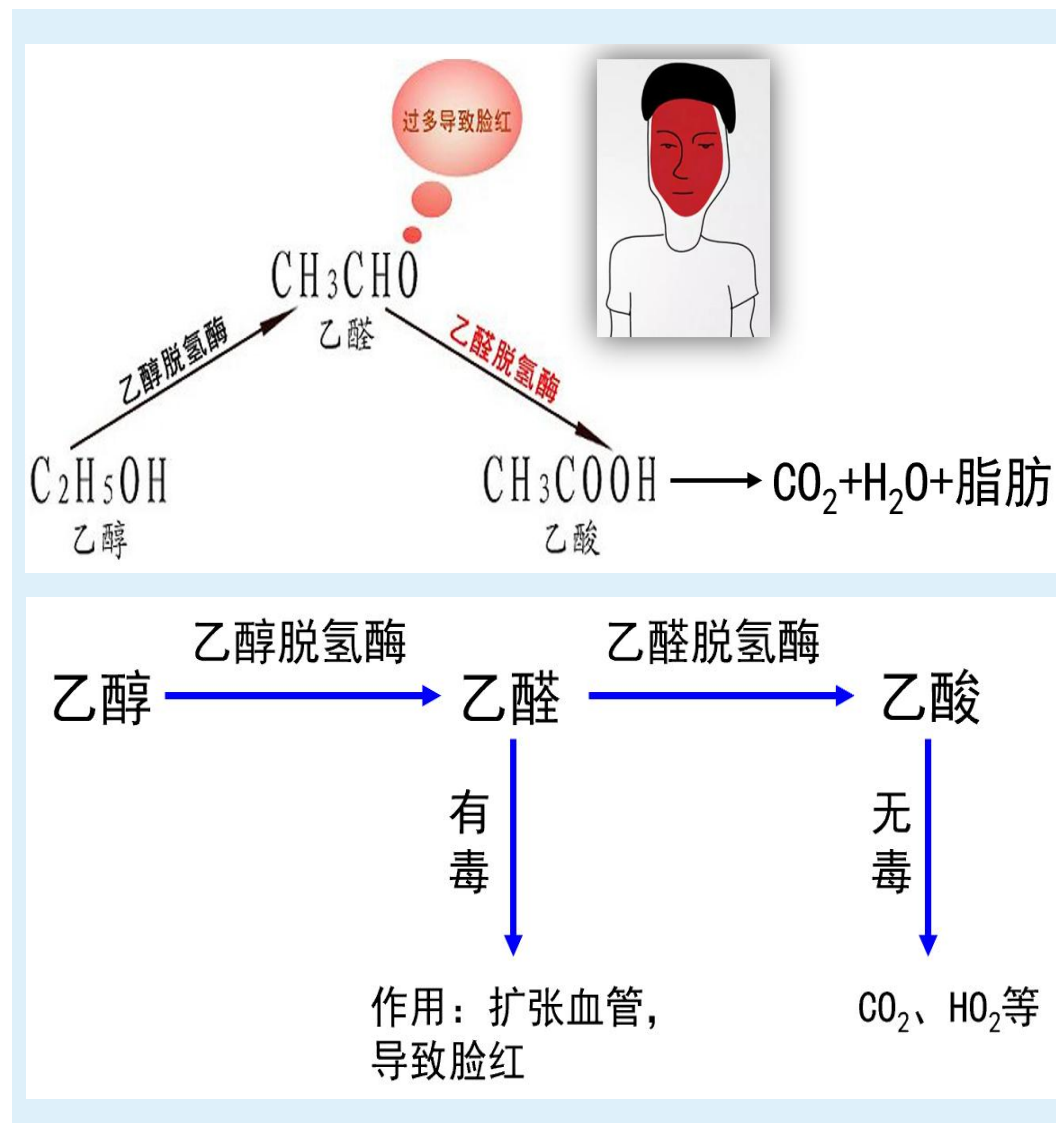 过多导致脸红
CH₃CHO
乙醛
乙醇脱氢酶
乙醛脱氢酶
C₂H₅OH
乙醇
CH₃COOH
乙酸
CO₂+H₂O+脂肪
乙醇脱氢酶
乙醛脱氢酶
乙醇
乙醛
乙酸
有毒
无毒
作用：扩张血管，
导致脸红
CO₂、HO₂等